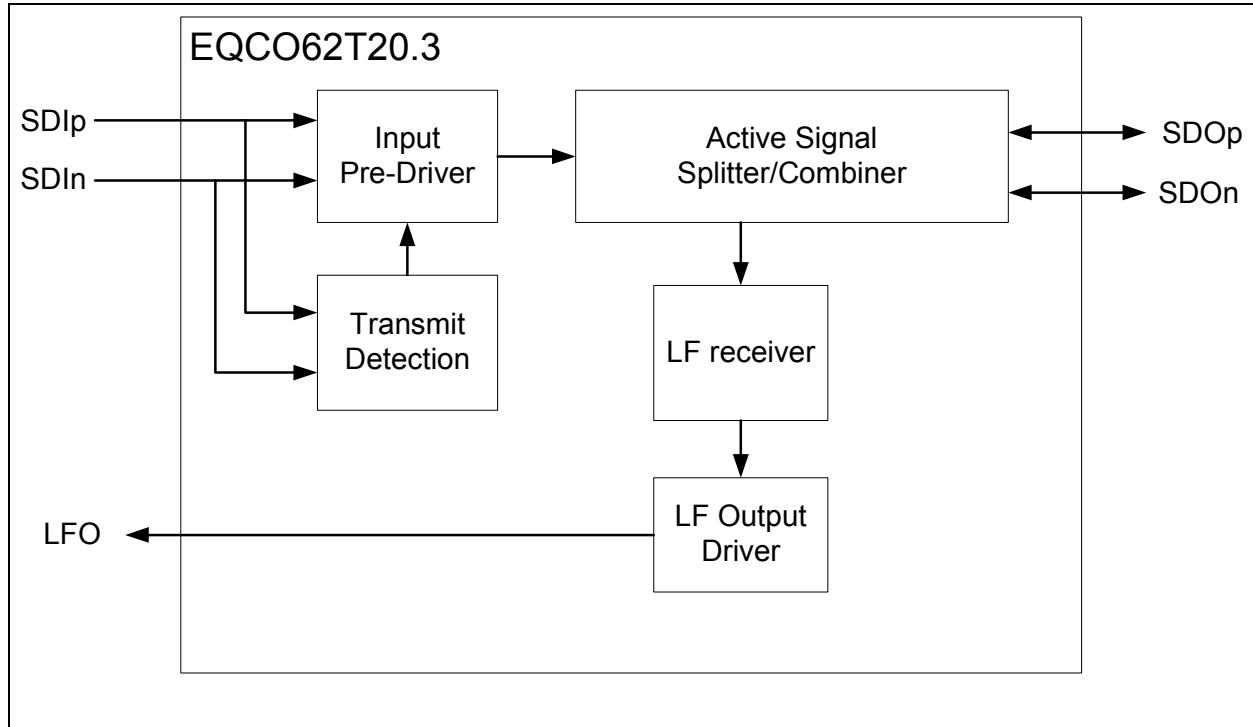 EQCO62T20.3
SDIp
SDIn
Input
Pre-Driver
Active Signal
Splitter/Combiner
SDOp
SDOn
Transmit
Detection
LF receiver
LFO
LF Output
Driver